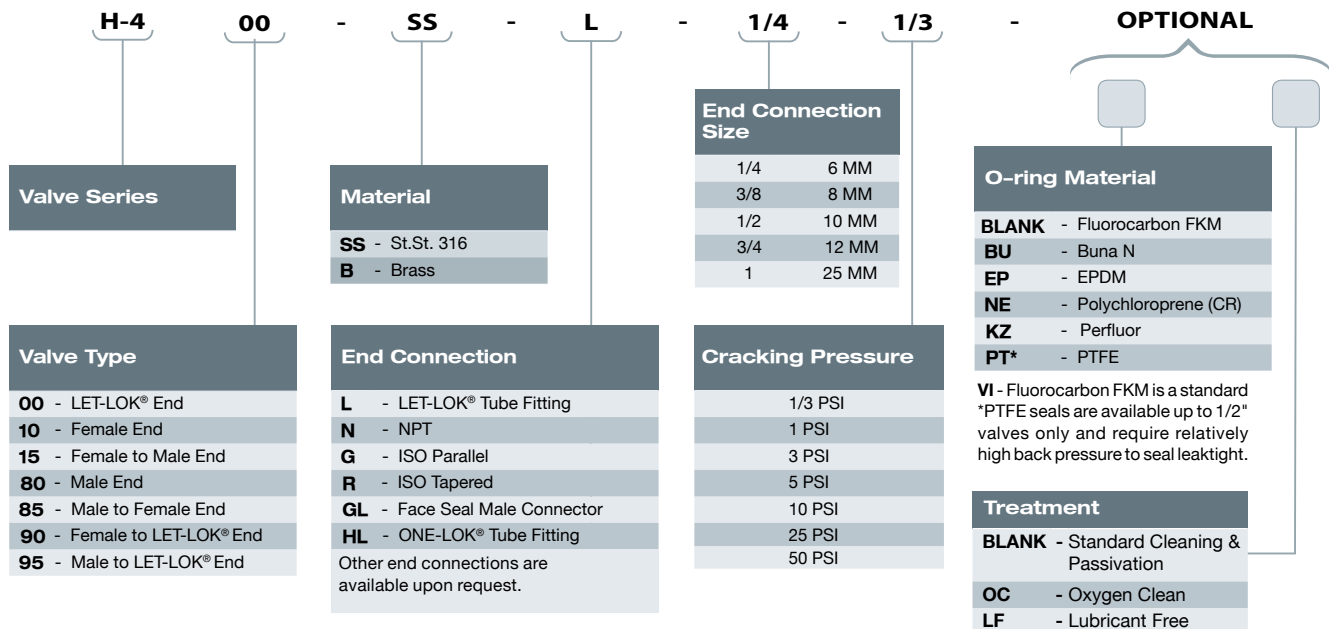 H-4 00 - SS - L - 1/4 - 1/3 - OPTIONAL
Valve Series
Material
SS - St.St. 316
B - Brass
End Connection
Size
1/4 6 MM
3/8 8 MM
1/2 10 MM
3/4 12 MM
1 25 MM
O-ring Material
BLANK - Fluorocarbon FKM
BU - Buna N
EP - EPDM
NE - Polychloroprene (CR)
KZ - Perfluor
PT* - PTFE
VI - Fluorocarbon FKM is a standard
*PTFE seals are available up to 1/2"
valves only and require relatively
high back pressure to seal leaktight.
Valve Type
00 - LET-LOK® End
10 - Female End
15 - Female to Male End
80 - Male End
85 - Male to Female End
90 - Female to LET-LOK® End
95 - Male to LET-LOK® End
End Connection
L - LET-LOK® Tube Fitting
N - NPT
G - ISO Parallel
R - ISO Tapered
GL - Face Seal Male Connector
HL - ONE-LOK® Tube Fitting
Other end connections are
available upon request.
Cracking Pressure
1/3 PSI
1 PSI
3 PSI
5 PSI
10 PSI
25 PSI
50 PSI
Treatment
BLANK - Standard Cleaning &
Passivation
OC - Oxygen Clean
LF - Lubricant Free